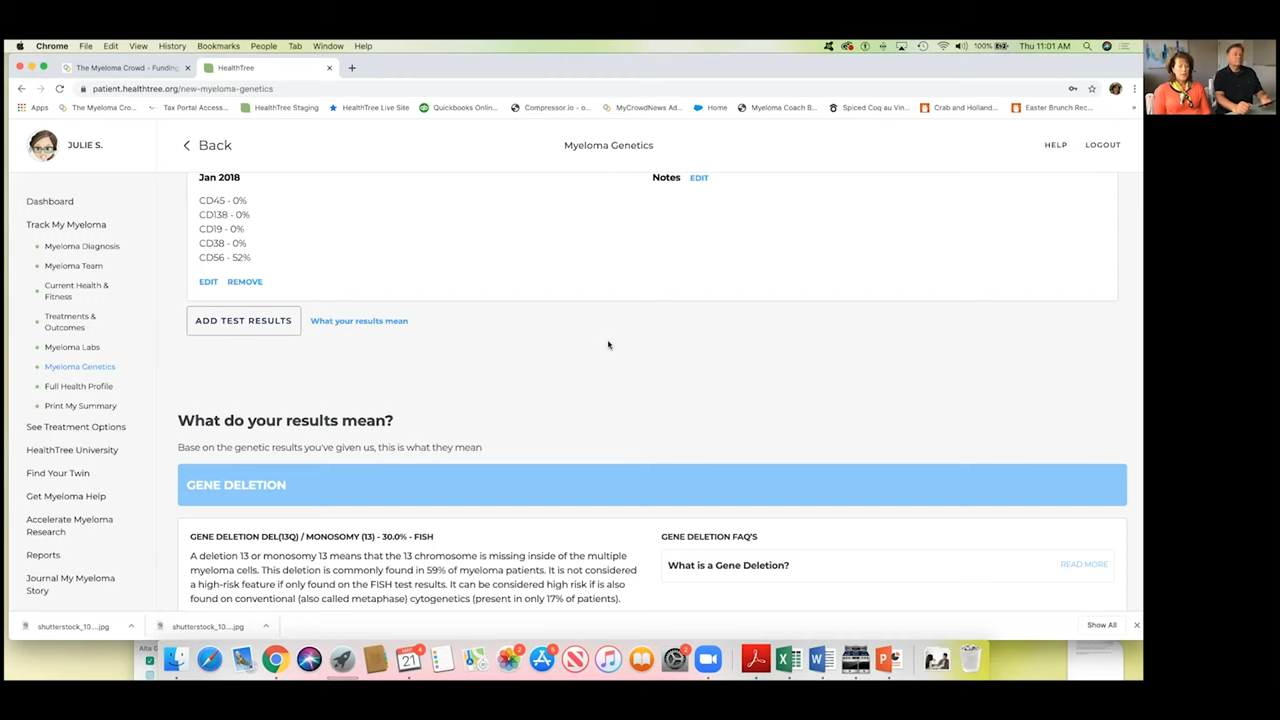 Chrome File Edit View History Bookmarks People Tab Window Help 100% Thu 11:01 AM
The Myeloma Crowd - Funding
HealthTree
patient.healthtree.org/new-myeloma-genetics
Apps The Myeloma Cro... Tax Portal Access... HealthTree Staging HealthTree Live Site Quickbooks Onlin... Compressor.io - o... MyCrowdNews Ad... Home Myeloma Coach B... Spiced Coq au Vin... Crab and Holland... Easter Brunch Rec...
JULIE S.
Back
Myeloma Genetics
HELP
LOGOUT
Dashboard
Track My Myeloma
Myeloma Diagnosis
Myeloma Team
Current Health &
Fitness
Treatments &
Outcomes
Myeloma Labs
Myeloma Genetics
Full Health Profile
Print My Summary
See Treatment Options
HealthTree University
Find Your Twin
Get Myeloma Help
Accelerate Myeloma
Research
Reports
Journal My Myeloma
Story
Jan 2018
Notes EDIT
CD45 - 0%
CD138 - 0%
CD19 - 0%
CD38 - 0%
CD56 - 52%
EDIT REMOVE
ADD TEST RESULTS
What your results mean
What do your results mean?
Base on the genetic results you've given us, this is what they mean
GENE DELETION
GENE DELETION DEL(13Q) / MONOSOMY (13) - 30.0% - FISH
A deletion 13 or monosomy 13 means that the 13 chromosome is missing inside of the multiple
myeloma cells. This deletion is commonly found in 59% of myeloma patients. It is not considered
a high-risk feature if only found on the FISH test results. It can be considered high risk if is also
found on conventional (also called metaphase) cytogenetics (present in only 17% of patients).
GENE DELETION FAQ'S
What is a Gene Deletion?
READ MORE
shutterstock_10....jpg
shutterstock_10....jpg
Show All
21